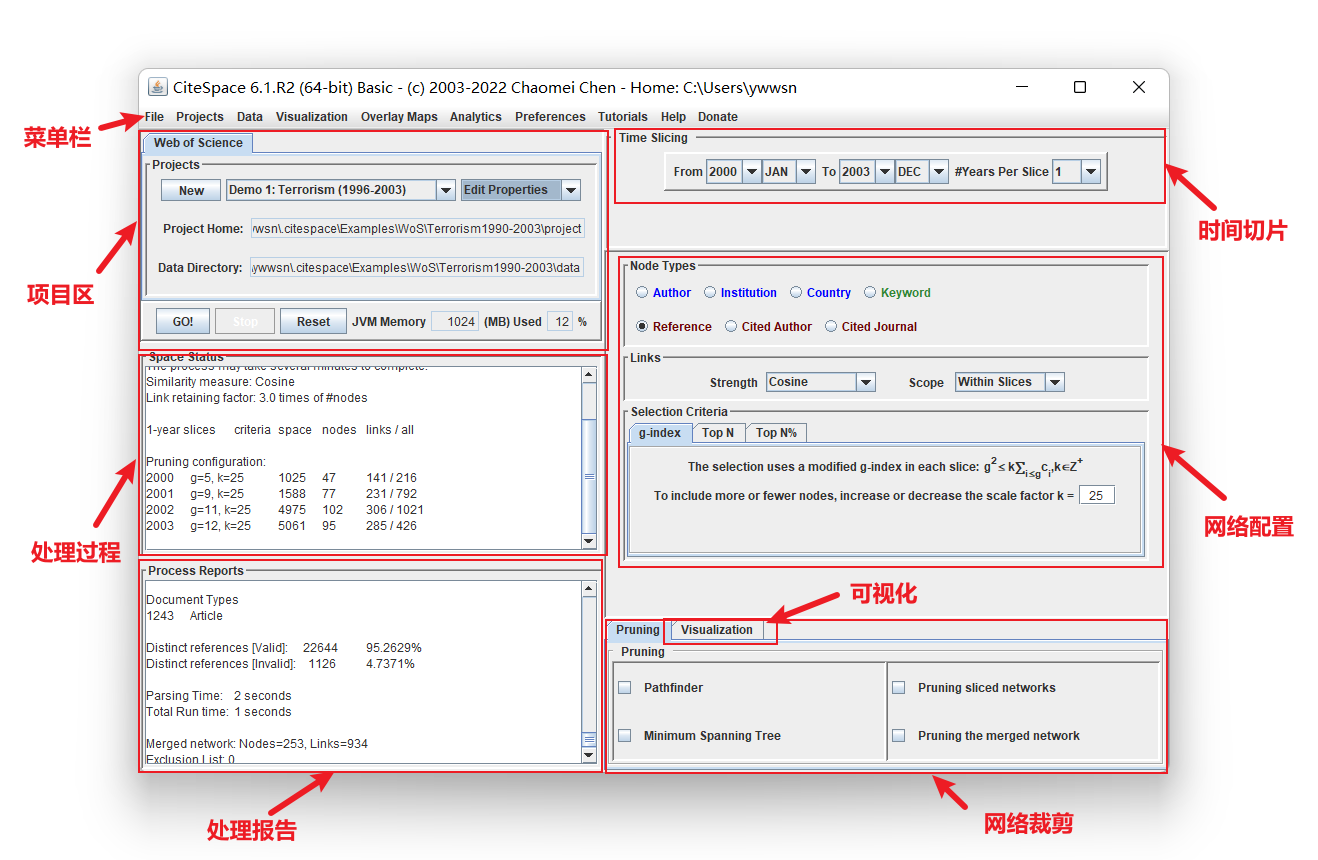 CiteSpace 6.1.R2 (64-bit) Basic - (c) 2003-2022 Chaomei Chen - Home: C:\Users\ywwsn
File Projects Data Visualization Overlay Maps Analytics Preferences Tutorials Help Donate
菜单栏
Web of Science
Projects
New Demo 1: Terrorism (1996-2003) Edit Properties
Project Home: ywwsn\.citespace\Examples\WoS\Terrorism1990-2003\project
Data Directory: ywwsn\.citespace\Examples\WoS\Terrorism1990-2003\data
项目区
GO! Stop Reset JVM Memory 1024 (MB) Used 12 %
Time Slicing
From 2000 JAN To 2003 DEC #Years Per Slice 1
时间切片
Space Status
The process may take several minutes to complete.
Similarity measure: Cosine
Link retaining factor: 3.0 times of #nodes
1-year slices criteria space nodes links / all
Pruning configuration:
2000 g=5, k=25 1025 47 141 / 216
2001 g=9, k=25 1588 77 231 / 792
2002 g=11, k=25 4975 102 306 / 1021
2003 g=12, k=25 5061 95 285 / 426
处理过程
Node Types
Author Institution Country Keyword
Reference Cited Author Cited Journal
Links
Strength Cosine Scope Within Slices
Selection Criteria
g-index Top N Top N%
The selection uses a modified g-index in each slice: g²≤ k∑i≤gci,k∈Z⁺
To include more or fewer nodes, increase or decrease the scale factor k = 25
网络配置
Process Reports
Document Types
1243 Article
Distinct references [Valid]: 22644 95.2629%
Distinct references [Invalid]: 1126 4.7371%
Parsing Time: 2 seconds
Total Run time: 1 seconds
Merged network: Nodes=253, Links=934
Exclusion List: 0
处理报告
可视化
Pruning Visualization
Pruning
Pathfinder Pruning sliced networks
Minimum Spanning Tree Pruning the merged network
网络裁剪